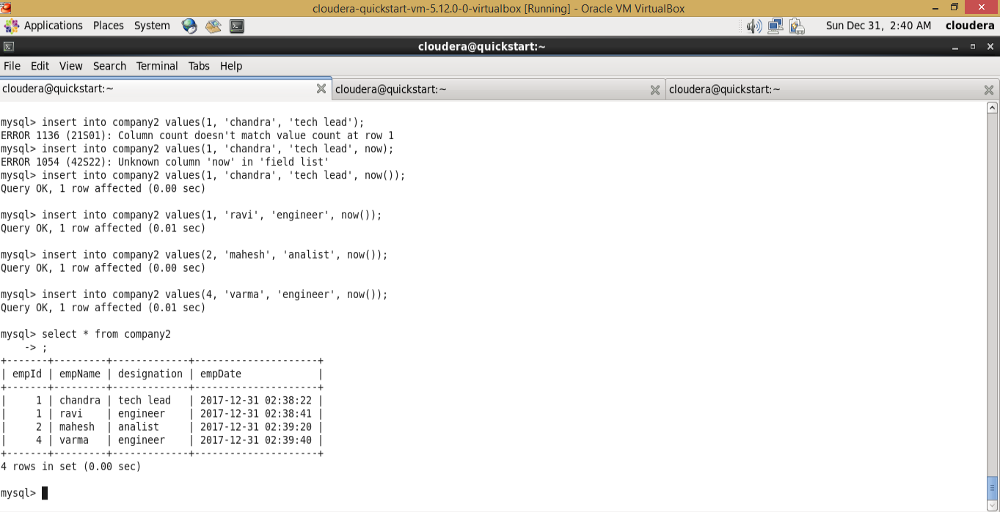 cloudera-quickstart-vm-5.12.0-0-virtualbox [Running] - Oracle VM VirtualBox
Applications Places System Sun Dec 31, 2:40 AM cloudera
cloudera@quickstart:~
File Edit View Search Terminal Tabs Help
cloudera@quickstart:~ cloudera@quickstart:~ cloudera@quickstart:~
mysql> insert into company2 values(1, 'chandra', 'tech lead');
ERROR 1136 (21S01): Column count doesn't match value count at row 1
mysql> insert into company2 values(1, 'chandra', 'tech lead', now);
ERROR 1054 (42S22): Unknown column 'now' in 'field list'
mysql> insert into company2 values(1, 'chandra', 'tech lead', now());
Query OK, 1 row affected (0.00 sec)
mysql> insert into company2 values(1, 'ravi', 'engineer', now());
Query OK, 1 row affected (0.01 sec)
mysql> insert into company2 values(2, 'mahesh', 'analist', now());
Query OK, 1 row affected (0.00 sec)
mysql> insert into company2 values(4, 'varma', 'engineer', now());
Query OK, 1 row affected (0.01 sec)
mysql> select * from company2
    -> ;
+-------+---------+-------------+---------------------+
| empId | empName | designation | empDate             |
+-------+---------+-------------+---------------------+
|     1 | chandra | tech lead   | 2017-12-31 02:38:22 |
|     1 | ravi    | engineer    | 2017-12-31 02:38:41 |
|     2 | mahesh  | analist     | 2017-12-31 02:39:20 |
|     4 | varma   | engineer    | 2017-12-31 02:39:40 |
+-------+---------+-------------+---------------------+
4 rows in set (0.00 sec)
mysql>